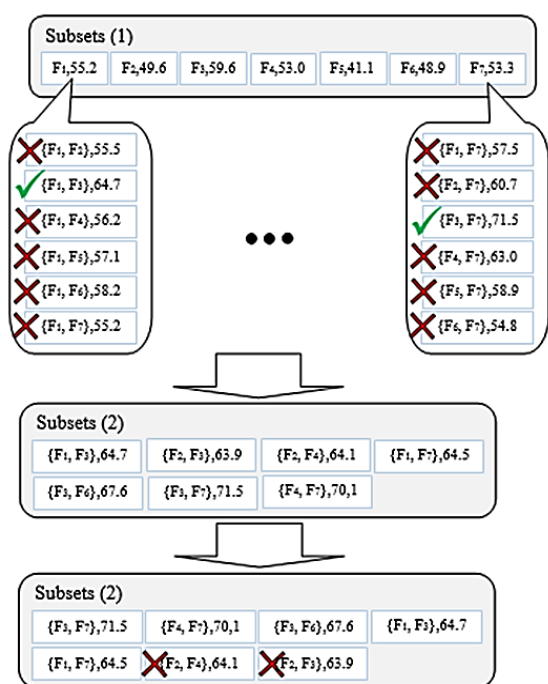 Subsets (1)
F1,55.2 F2,49.6 F3,59.6 F4,53.0 F5,41.1 F6,48.9 F7,53.3
{F1, F2},55.5
{F1, F3},64.7
{F1, F4},56.2
{F1, F5},57.1
{F1, F6},58.2
{F1, F7},55.2
{F1, F7},57.5
{F2, F7},60.7
{F3, F7},71.5
{F4, F7},63.0
{F5, F7},58.9
{F6, F7},54.8
Subsets (2)
{F1, F3},64.7 {F2, F3},63.9 {F2, F4},64.1 {F1, F7},64.5
{F3, F6},67.6 {F3, F7},71.5 {F4, F7},70,1
Subsets (2)
{F3, F7},71.5 {F4, F7},70,1 {F3, F6},67.6 {F1, F3},64.7
{F1, F7},64.5 {F2, F4},64.1 {F2, F3},63.9